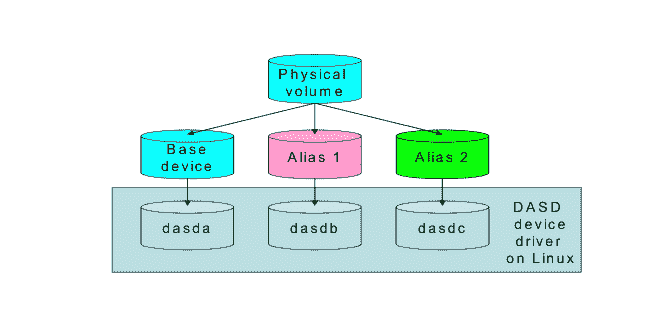 Physical
volume
Base
device
Alias 1
Alias 2
dasda
dasdb
dasdc
DASD
device
driver
on Linux